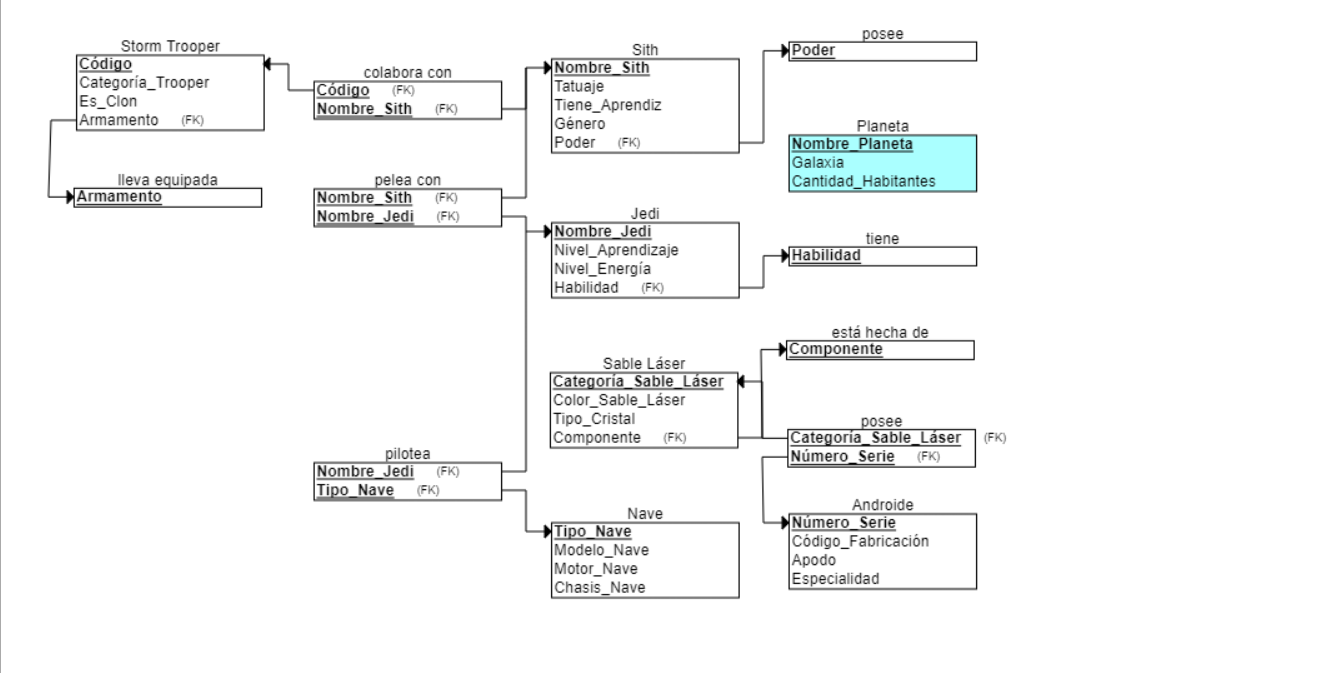 Storm Trooper
Código
Categoría_Trooper
Es_Clon
Armamento (FK)
lleva equipada
Armamento
colabora con
Código (FK)
Nombre_Sith (FK)
pelea con
Nombre_Sith (FK)
Nombre_Jedi (FK)
pilotea
Nombre_Jedi (FK)
Tipo_Nave (FK)
Sith
Nombre_Sith
Tatuaje
Tiene_Aprendiz
Género
Poder (FK)
Jedi
Nombre_Jedi
Nivel_Aprendizaje
Nivel_Energía
Habilidad (FK)
Sable Láser
Categoría_Sable_Láser
Color_Sable_Láser
Tipo_Cristal
Componente (FK)
Nave
Tipo_Nave
Modelo_Nave
Motor_Nave
Chasis_Nave
posee
Poder
Planeta
Nombre_Planeta
Galaxia
Cantidad_Habitantes
tiene
Habilidad
está hecha de
Componente
posee
Categoría_Sable_Láser (FK)
Número_Serie (FK)
Androide
Número_Serie
Código_Fabricación
Apodo
Especialidad